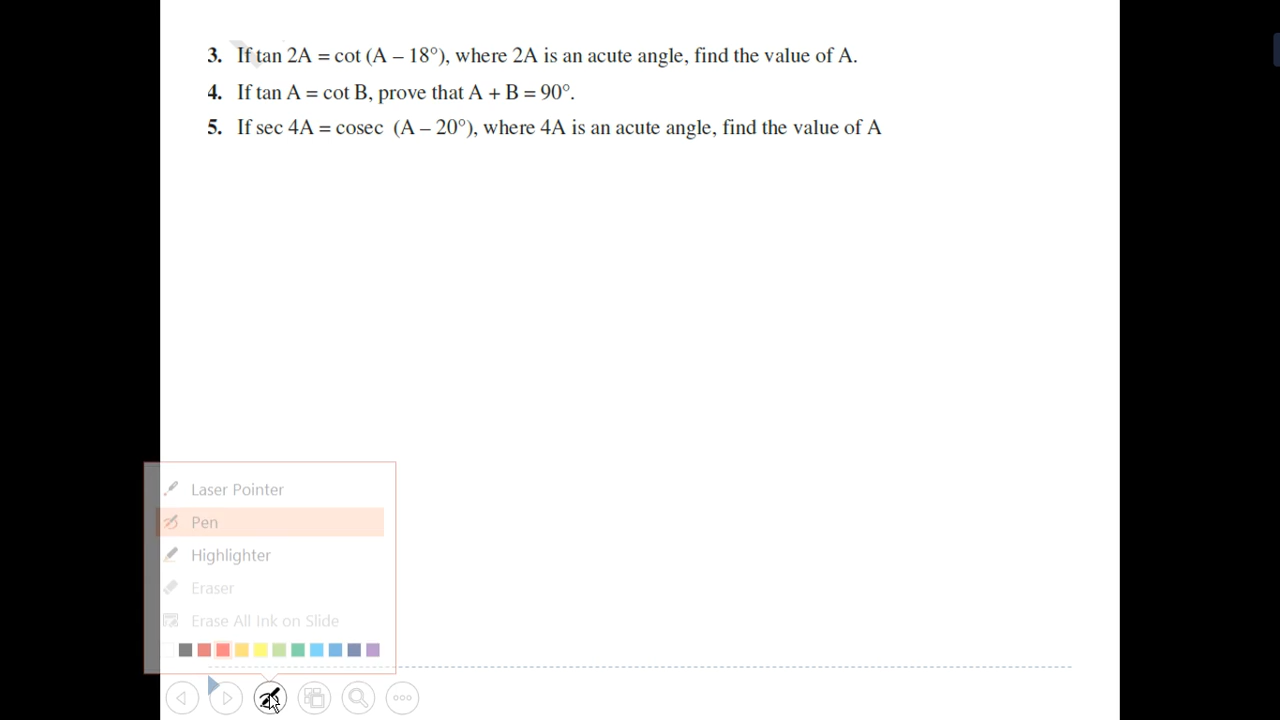 3. If tan 2A = cot (A – 18°), where 2A is an acute angle, find the value of A.
4. If tan A = cot B, prove that A + B = 90°.
5. If sec 4A = cosec (A – 20°), where 4A is an acute angle, find the value of A
Laser Pointer
Pen
Highlighter
Eraser
Erase All Ink on Slide